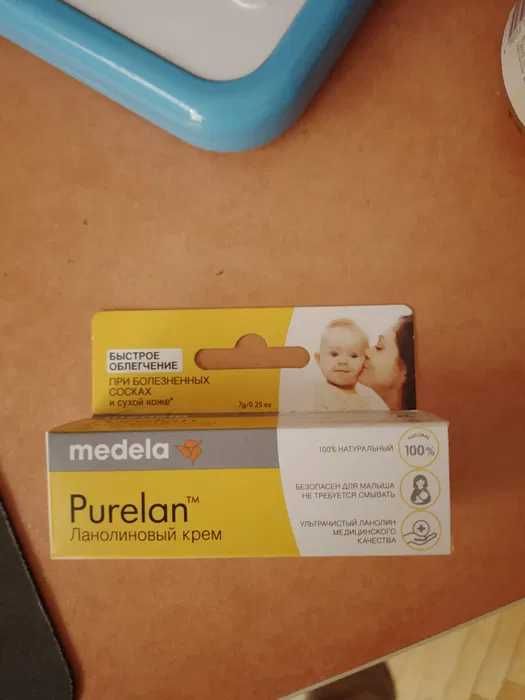 БЫСТРОЕ
ОБЛЕГЧЕНИЕ
ПРИ БОЛЕЗНЕННЫХ
СОСКАХ
и сухой коже*
7g/0.25 oz
medela
Purelan™
Ланолиновый крем
100% НАТУРАЛЬНЫЙ
100%
БЕЗОПАСЕН ДЛЯ МАЛЫША
НЕ ТРЕБУЕТСЯ СМЫВАТЬ
УЛЬТРАЧИСТЫЙ ЛАНОЛИН
МЕДИЦИНСКОГО
КАЧЕСТВА